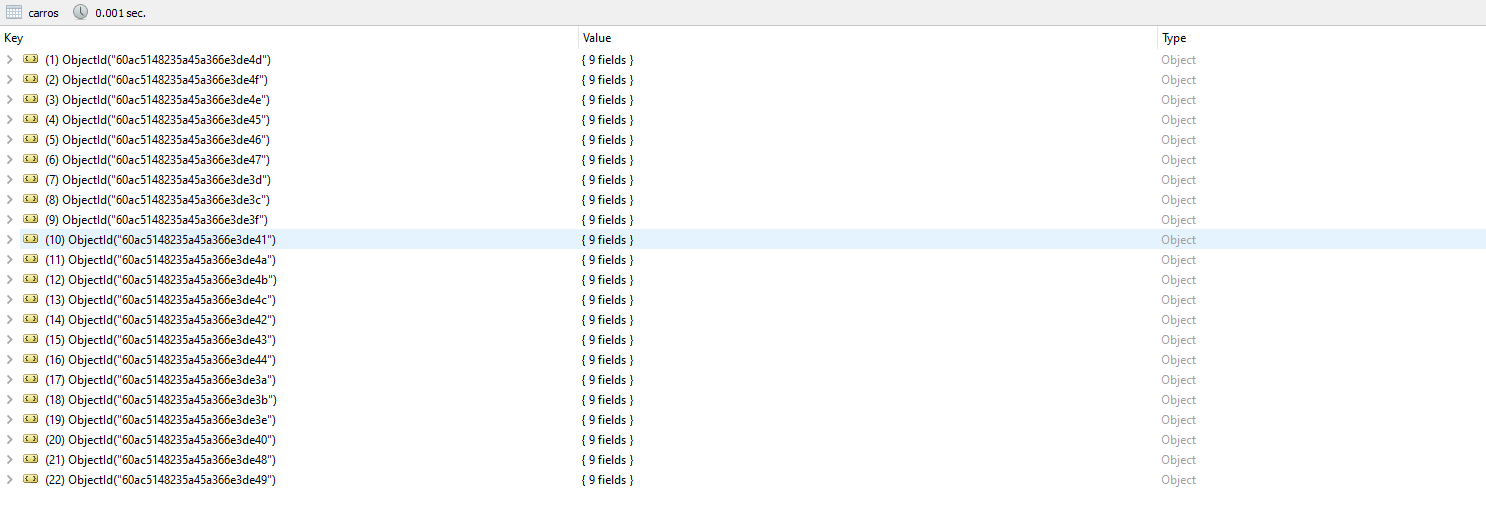 carros 0.001 sec.
Key Value Type
(1) ObjectId("60ac5148235a45a366e3de4d") { 9 fields } Object
(2) ObjectId("60ac5148235a45a366e3de4f") { 9 fields } Object
(3) ObjectId("60ac5148235a45a366e3de4e") { 9 fields } Object
(4) ObjectId("60ac5148235a45a366e3de45") { 9 fields } Object
(5) ObjectId("60ac5148235a45a366e3de46") { 9 fields } Object
(6) ObjectId("60ac5148235a45a366e3de47") { 9 fields } Object
(7) ObjectId("60ac5148235a45a366e3de3d") { 9 fields } Object
(8) ObjectId("60ac5148235a45a366e3de3c") { 9 fields } Object
(9) ObjectId("60ac5148235a45a366e3de3f") { 9 fields } Object
(10) ObjectId("60ac5148235a45a366e3de41") { 9 fields } Object
(11) ObjectId("60ac5148235a45a366e3de4a") { 9 fields } Object
(12) ObjectId("60ac5148235a45a366e3de4b") { 9 fields } Object
(13) ObjectId("60ac5148235a45a366e3de4c") { 9 fields } Object
(14) ObjectId("60ac5148235a45a366e3de42") { 9 fields } Object
(15) ObjectId("60ac5148235a45a366e3de43") { 9 fields } Object
(16) ObjectId("60ac5148235a45a366e3de44") { 9 fields } Object
(17) ObjectId("60ac5148235a45a366e3de3a") { 9 fields } Object
(18) ObjectId("60ac5148235a45a366e3de3b") { 9 fields } Object
(19) ObjectId("60ac5148235a45a366e3de3e") { 9 fields } Object
(20) ObjectId("60ac5148235a45a366e3de40") { 9 fields } Object
(21) ObjectId("60ac5148235a45a366e3de48") { 9 fields } Object
(22) ObjectId("60ac5148235a45a366e3de49") { 9 fields } Object